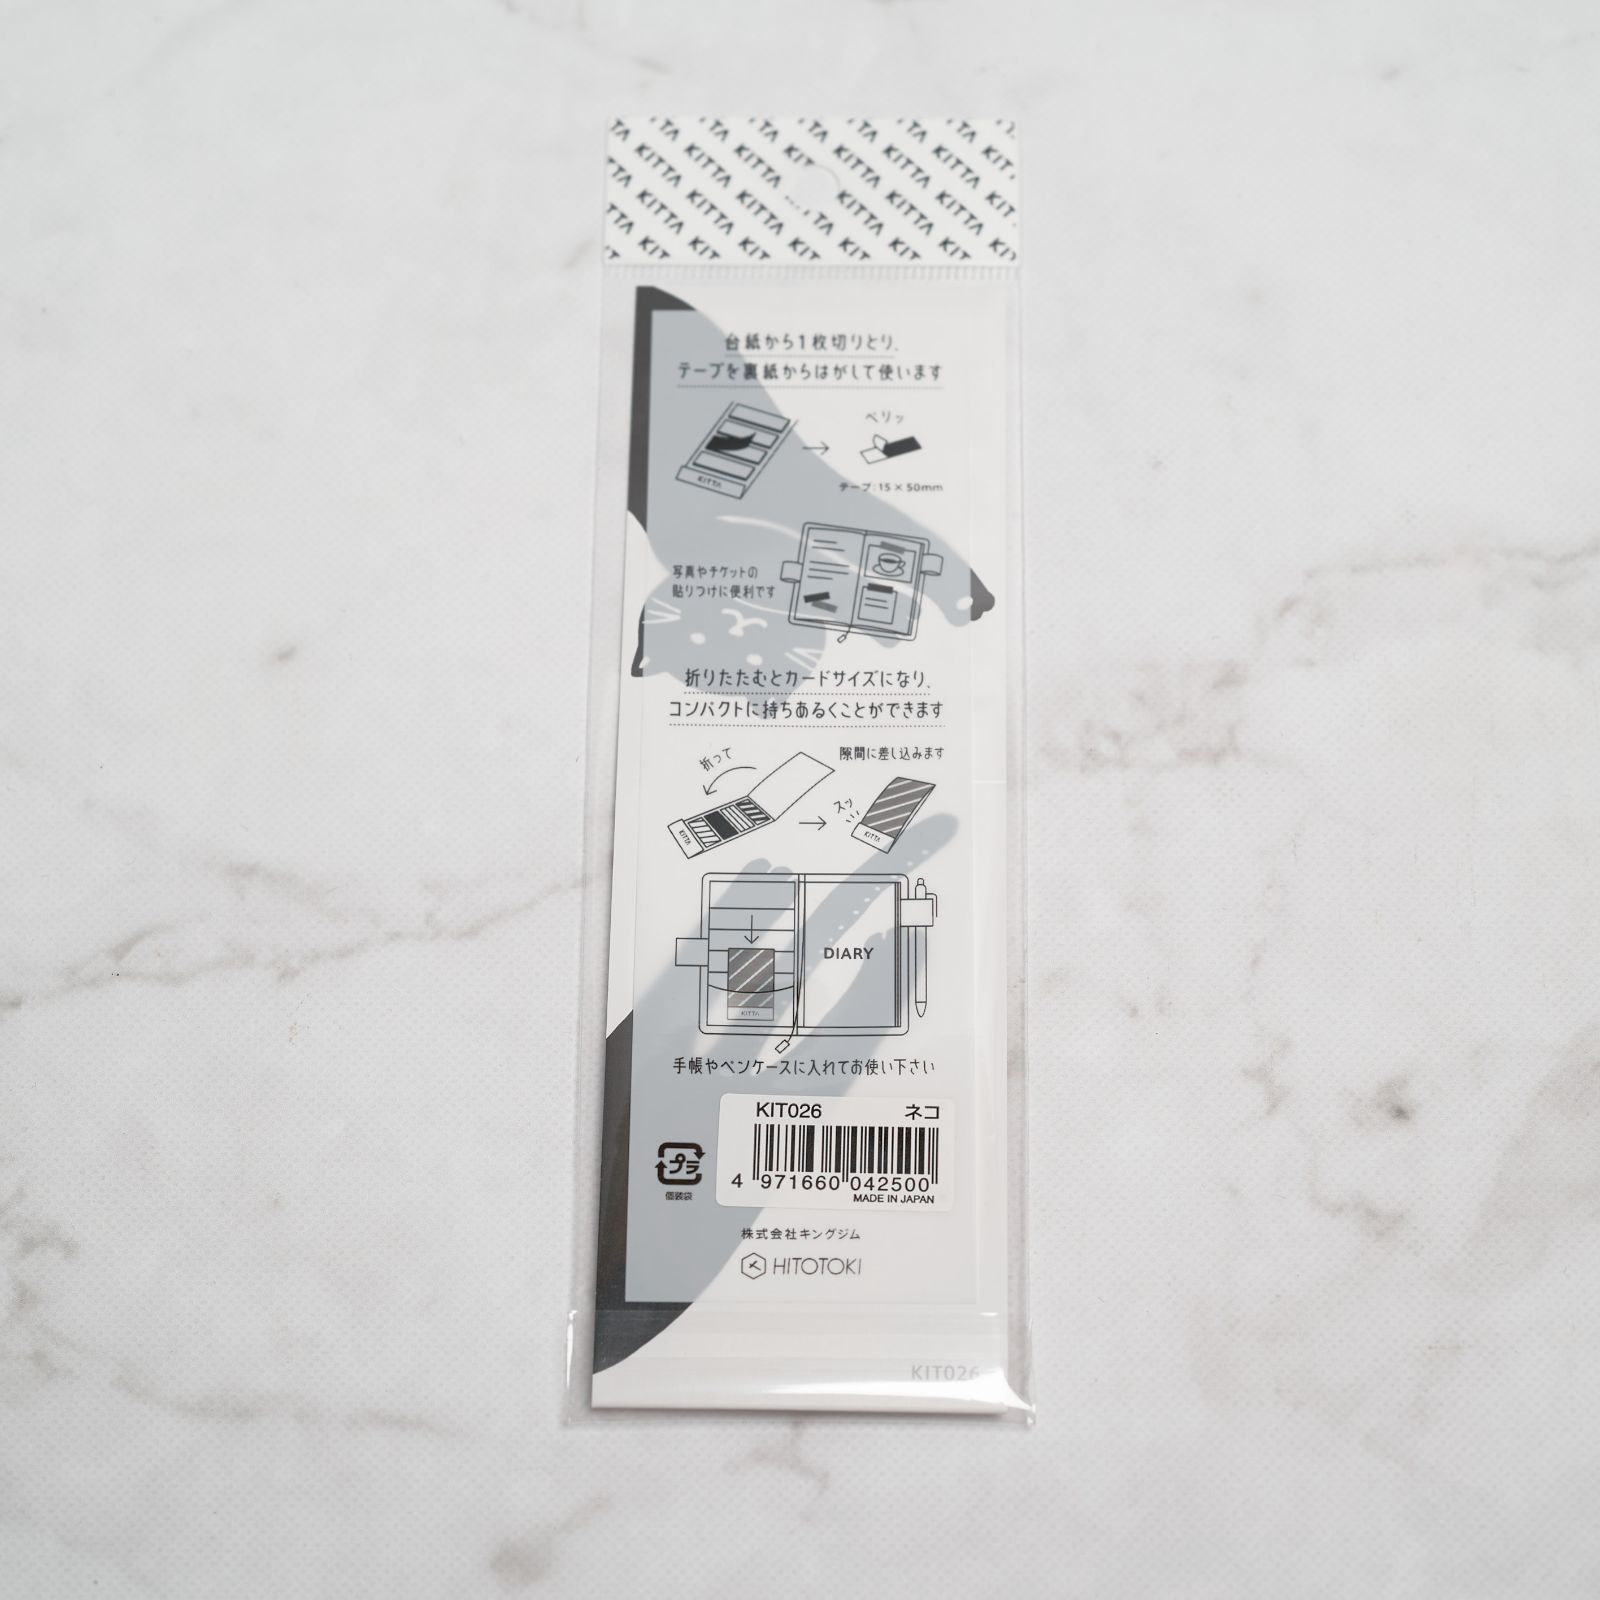 KITTA KITTA KITTA KITTA KITTA
台紙から1枚切りとり、
テープを裏紙からはがして使います
ベリッ
KITTA
テープ:15×50mm
写真やチケットの
貼りつけに便利です
折りたたむとカードサイズになり、
コンパクトに持ちあるくことができます
折って
隙間に差し込みます
スッ
KITTA
KITTA
DIARY
KITTA
手帳やペンケースに入れてお使い下さい
KIT026 ネコ
プラ
個装袋
4 971660 042500
MADE IN JAPAN
株式会社キングジム
HITOTOKI
KIT026